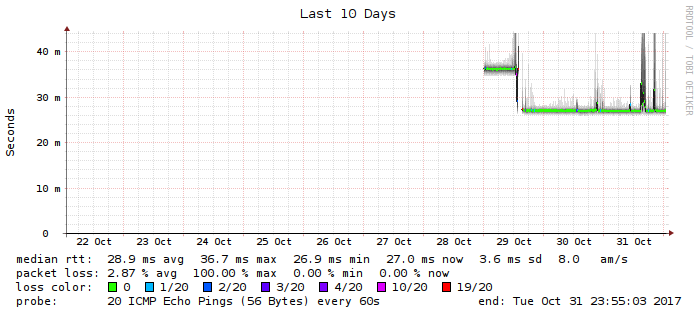 Last 10 Days
RRDTOOL / TOBI OETIKER
Seconds
40 m
30 m
20 m
10 m
0
22 Oct 23 Oct 24 Oct 25 Oct 26 Oct 27 Oct 28 Oct 29 Oct 30 Oct 31 Oct
median rtt: 28.9 ms avg 36.7 ms max 26.9 ms min 27.0 ms now 3.6 ms sd 8.0 am/s
packet loss: 2.87 % avg 100.00 % max 0.00 % min 0.00 % now
loss color: 0 1/20 2/20 3/20 4/20 10/20 19/20
probe: 20 ICMP Echo Pings (56 Bytes) every 60s end: Tue Oct 31 23:55:03 2017